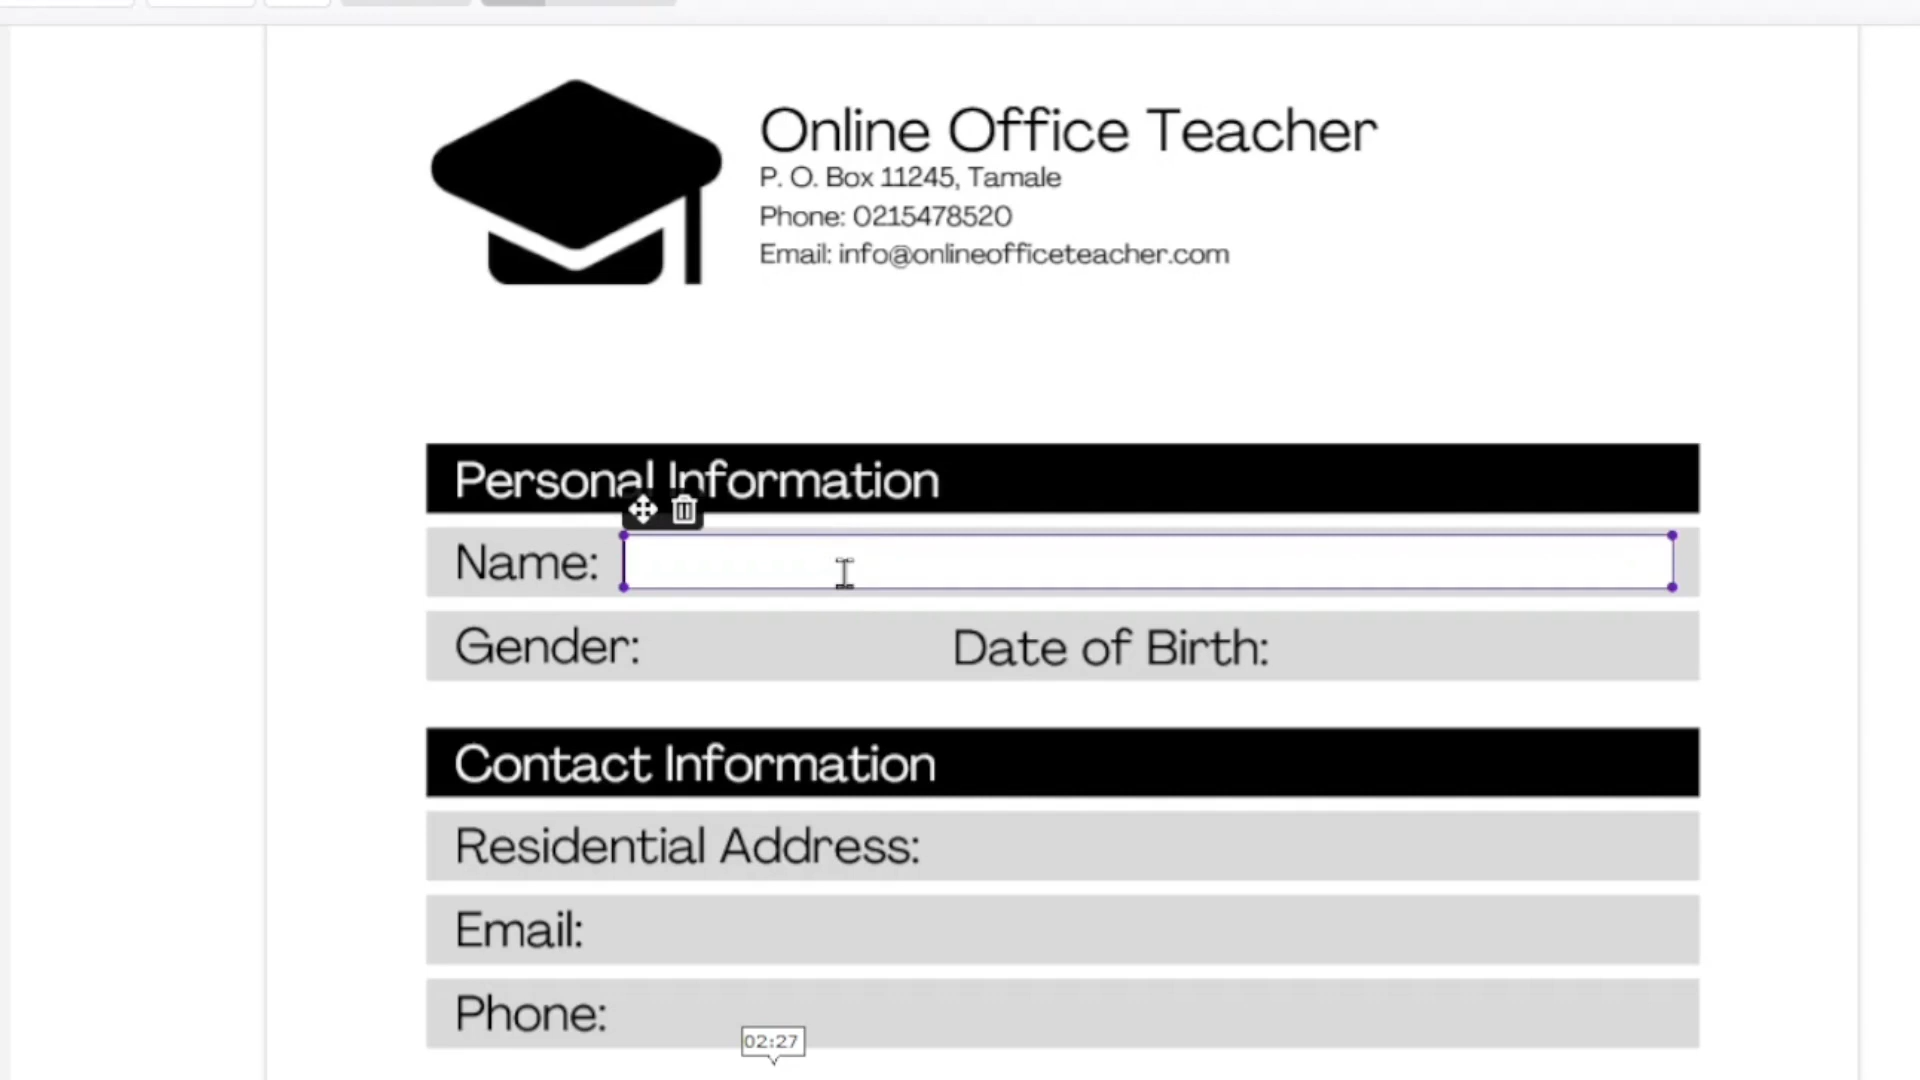 Online Office Teacher
P. O. Box 11245, Tamale
Phone: 0215478520
Email: info@onlineofficeteacher.com
Personal Information
Name:
Gender: Date of Birth:
Contact Information
Residential Address:
Email:
Phone:
02:27